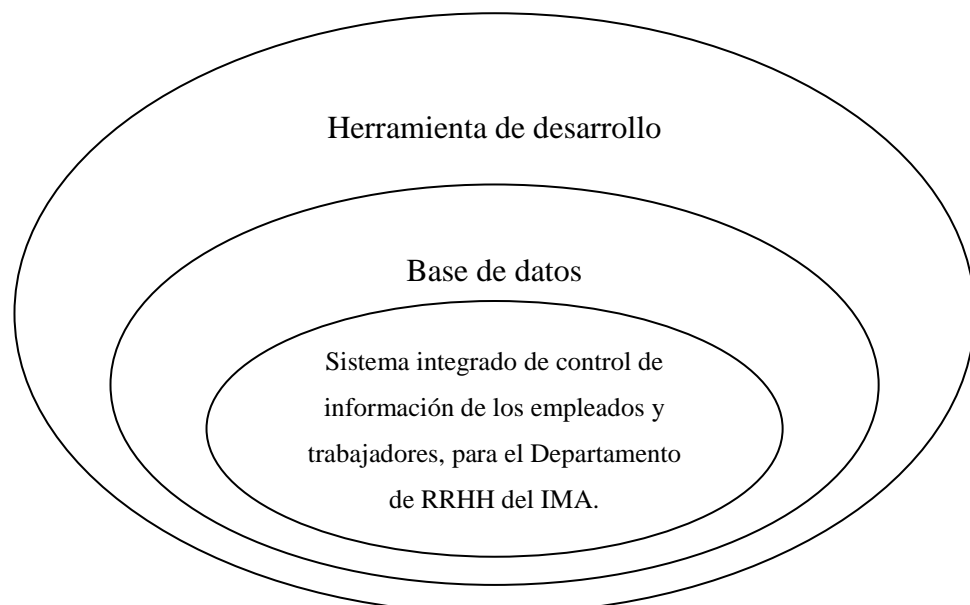 Herramienta de desarrollo
Base de datos
Sistema integrado de control de
información de los empleados y
trabajadores, para el Departamento
de RRHH del IMA.